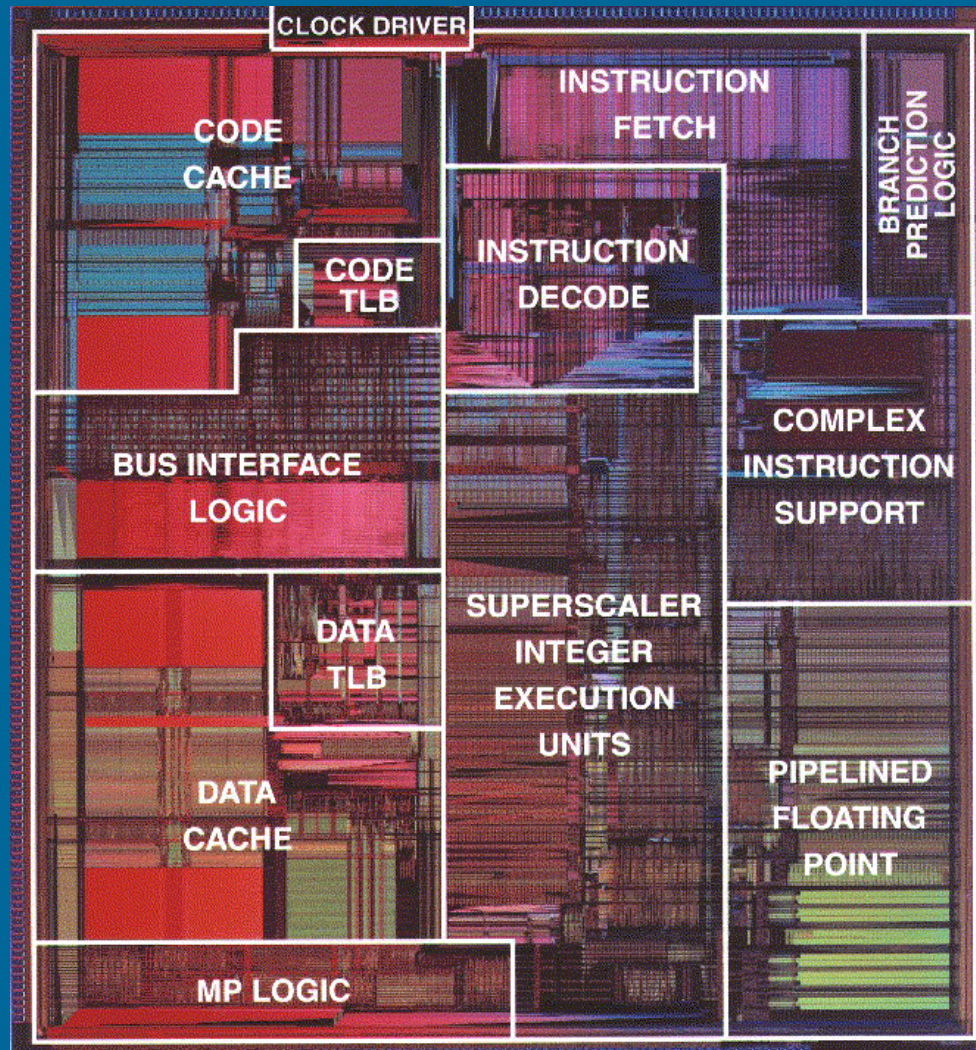 CLOCK DRIVER
CODE
CACHE
INSTRUCTION
FETCH
BRANCH
PREDICTION
LOGIC
CODE
TLB
INSTRUCTION
DECODE
BUS INTERFACE
LOGIC
COMPLEX
INSTRUCTION
SUPPORT
DATA
TLB
SUPERSCALER
INTEGER
EXECUTION
UNITS
DATA
CACHE
PIPELINED
FLOATING
POINT
MP LOGIC